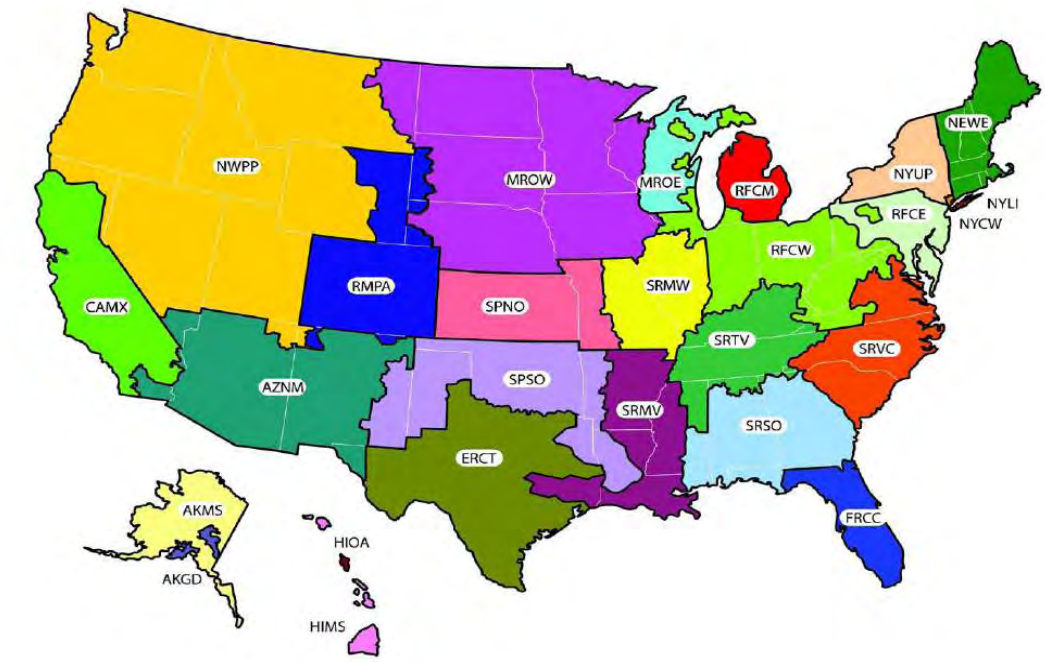 NEWE
NWPP
NYUP
MROW
MROE
RFCM
NYLI
RFCE
NYCW
RFCW
RMPA
SRMW
CAMX
SPNO
SRTV
SRVC
AZNM
SPSO
SRMV
SRSO
ERCT
AKMS
FRCC
HIOA
AKGD
HIMS